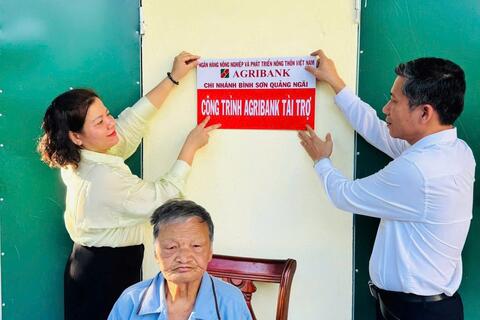 NGÂN HÀNG NÔNG NGHIỆP VÀ PHÁT TRIỂN NÔNG THÔN VIỆT NAM
AGRIBANK
CHI NHÁNH BÌNH SƠN QUẢNG NGÃI
CÔNG TRÌNH AGRIBANK TÀI TRỢ